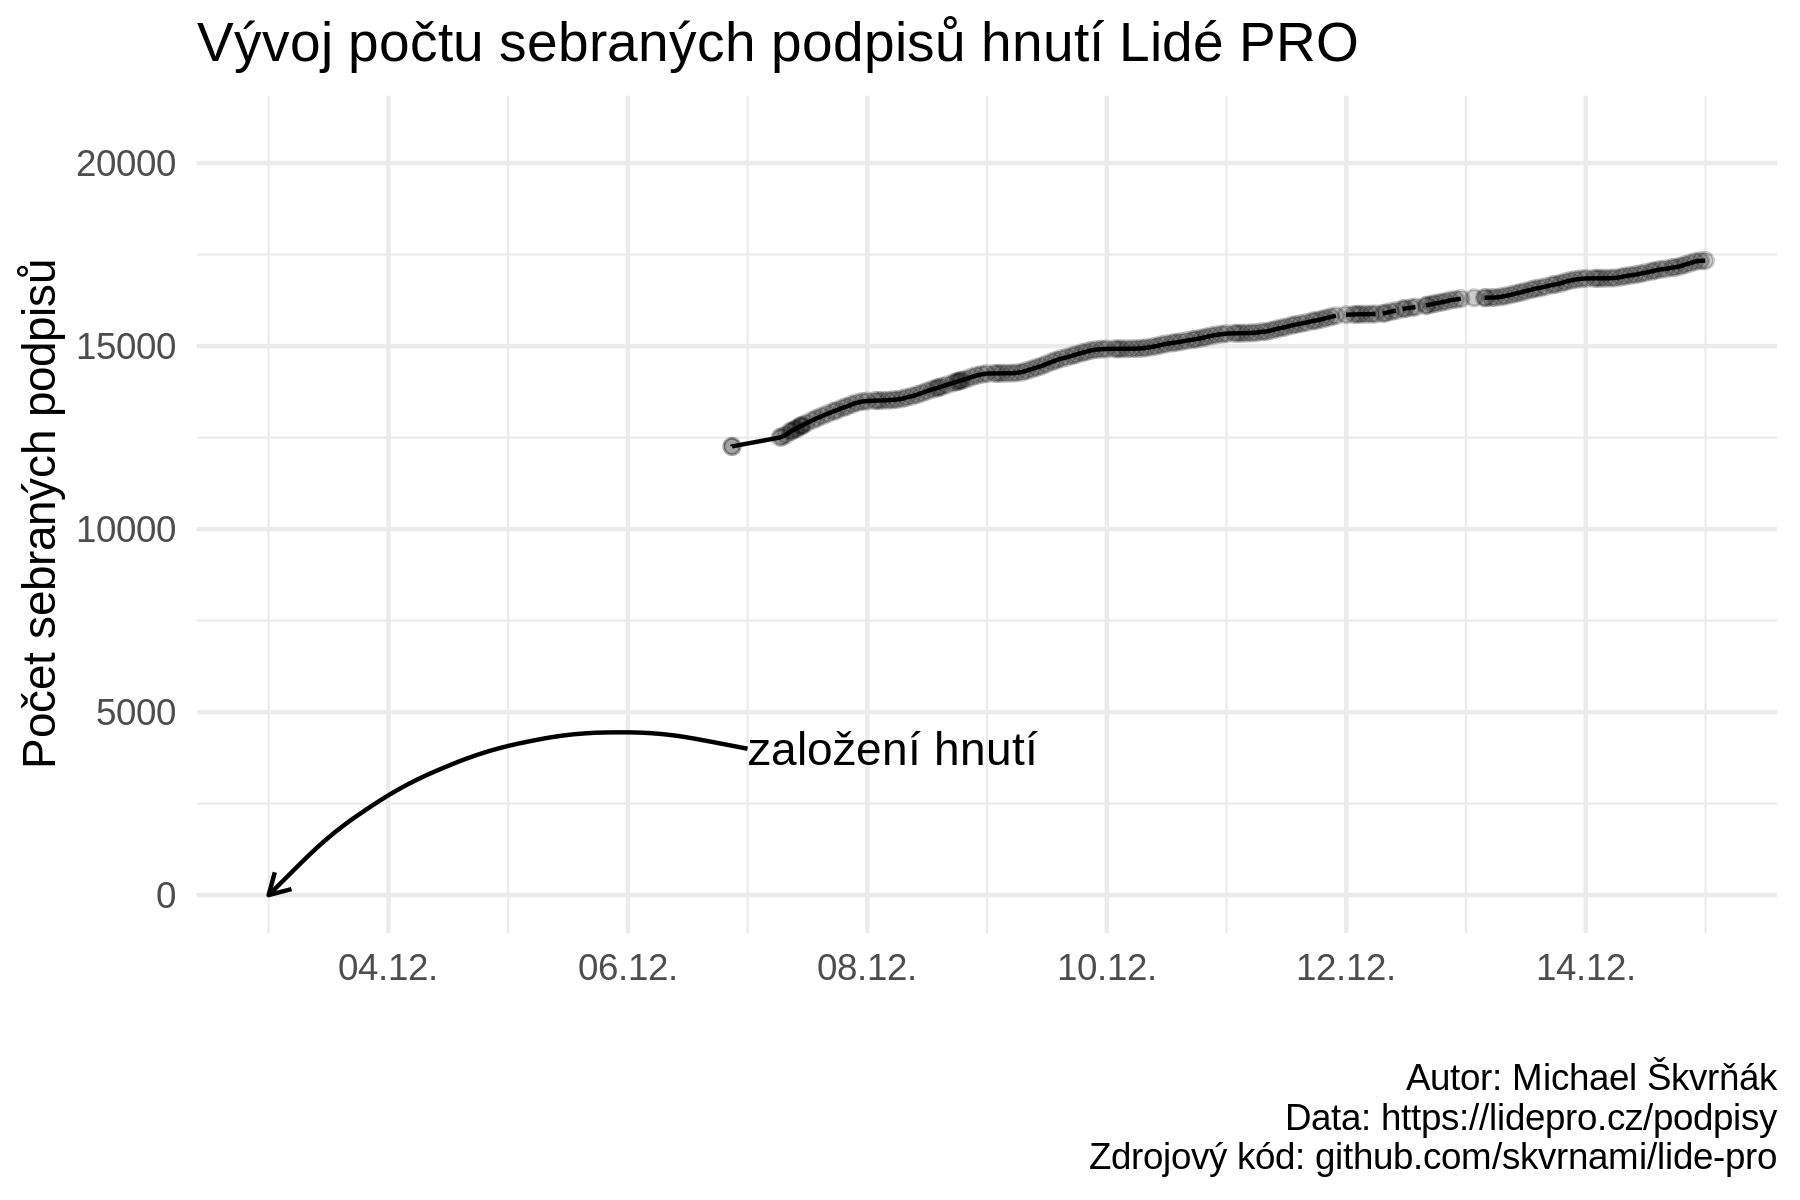 Vývoj počtu sebraných podpisů hnutí Lidé PRO
Počet sebraných podpisů
20000
15000
10000
5000
0
založení hnutí
04.12.
06.12.
08.12.
10.12.
12.12.
14.12.
Autor: Michael Škvrňák
Data: https://lidepro.cz/podpisy
Zdrojový kód: github.com/skvrnami/lide-pro